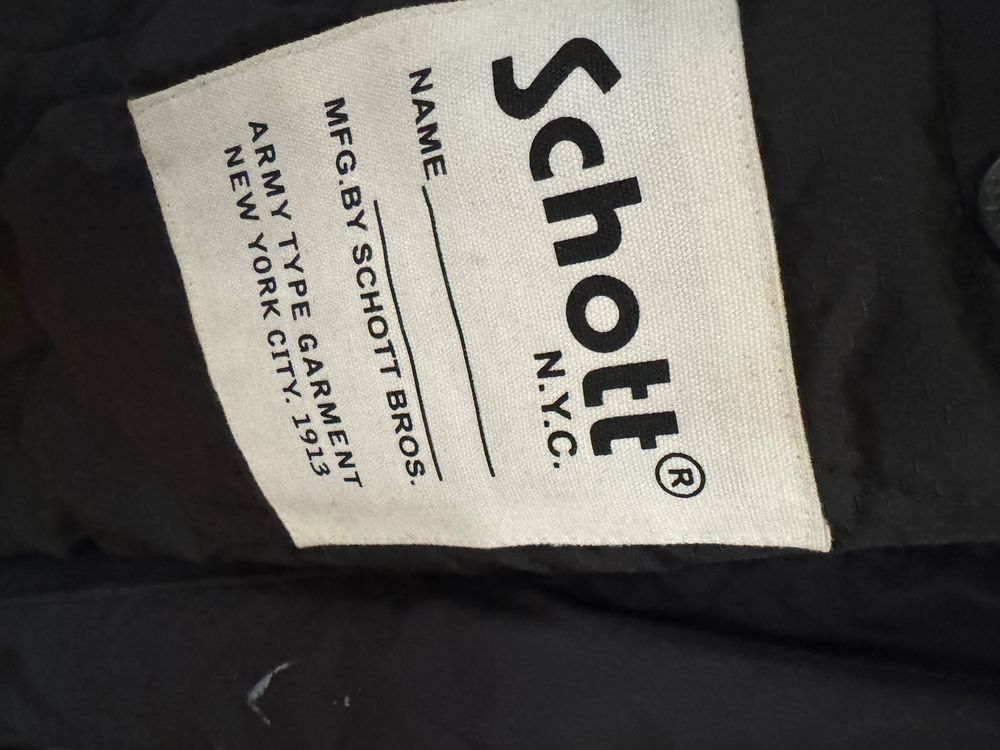 Schott®
N.Y.C.
NAME
MFG.BY SCHOTT BROS.
ARMY TYPE GARMENT
NEW YORK CITY. 1913